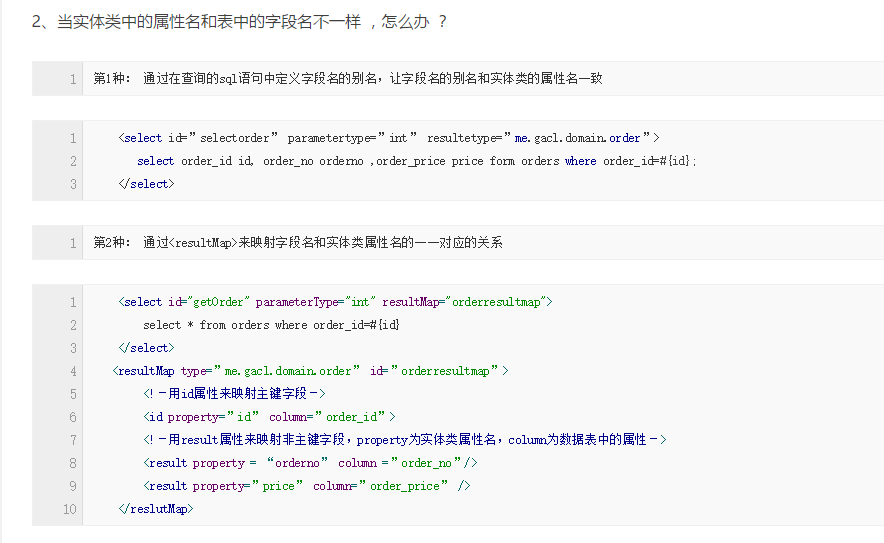 2、当实体类中的属性名和表中的字段名不一样 ，怎么办 ？
1 第1种： 通过在查询的sql语句中定义字段名的别名，让字段名的别名和实体类的属性名一致
1 <select id=”selectorder” parametertype=”int” resultetype=”me.gacl.domain.order”>
2 select order_id id, order_no orderno ,order_price price form orders where order_id=#{id};
3 </select>
1 第2种： 通过<resultMap>来映射字段名和实体类属性名的一一对应的关系
1 <select id="getOrder" parameterType="int" resultMap="orderresultmap">
2 select * from orders where order_id=#{id}
3 </select>
4 <resultMap type=”me.gacl.domain.order” id=”orderresultmap”>
5 <!–用id属性来映射主键字段–>
6 <id property=”id” column=”order_id”>
7 <!–用result属性来映射非主键字段，property为实体类属性名，column为数据表中的属性–>
8 <result property = “orderno” column =”order_no”/>
9 <result property=”price” column=”order_price” />
10 </reslutMap>